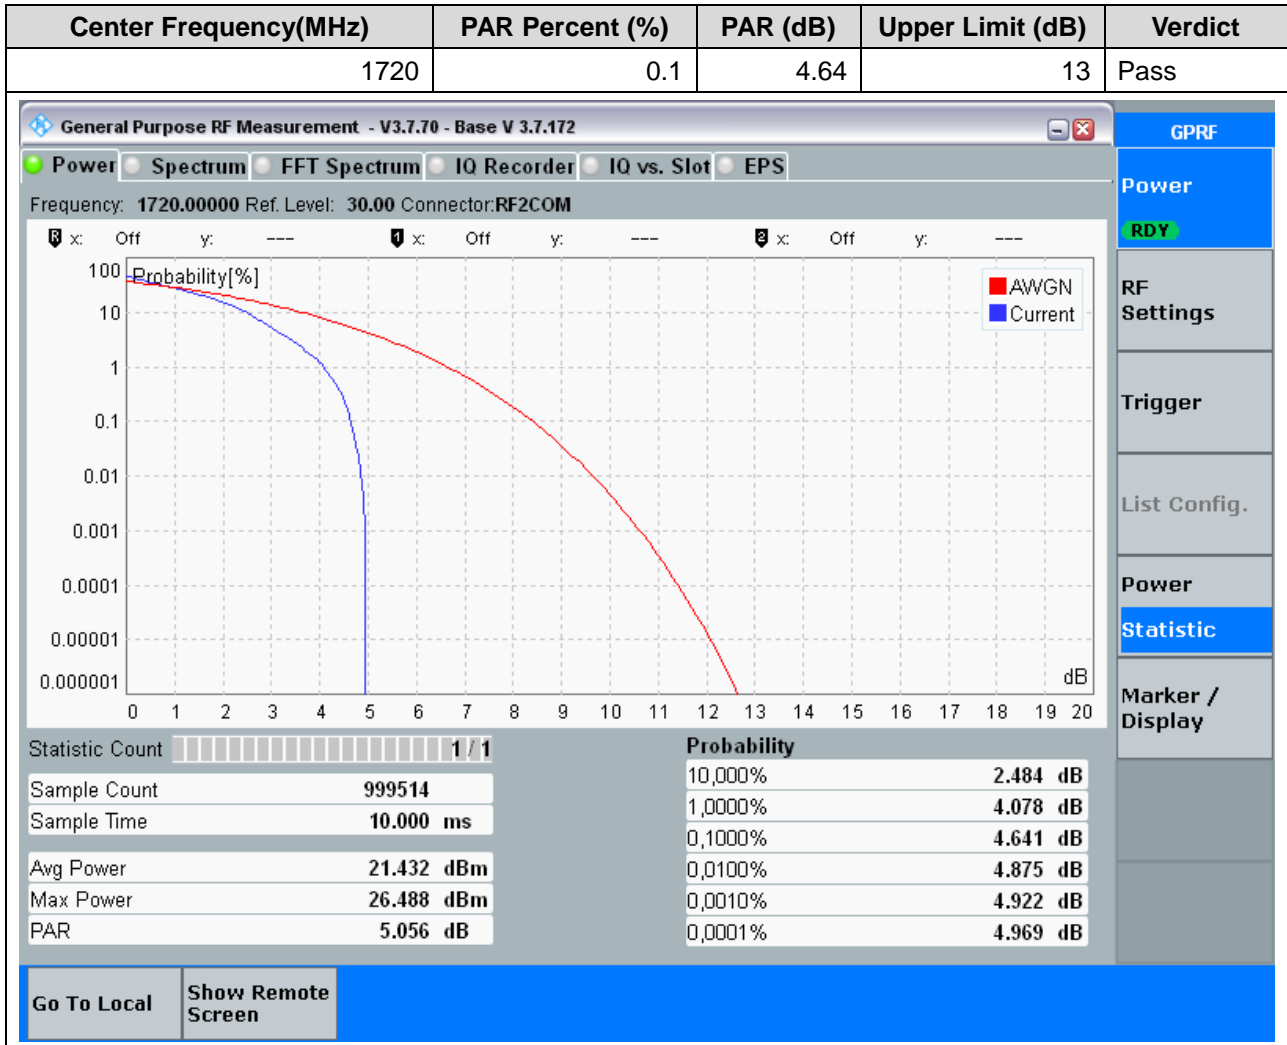 Center Frequency(MHz) PAR Percent (%) PAR (dB) Upper Limit (dB) Verdict
1720 0.1 4.64 13 Pass
General Purpose RF Measurement - V3.7.70 - Base V 3.7.172
GPRF
Power Spectrum FFT Spectrum IQ Recorder IQ vs. Slot EPS
Power
RDY
Frequency: 1720.00000 Ref. Level: 30.00 Connector:RF2COM
R x: Off y: --- 1 x: Off y: --- 2 x: Off y: ---
Probability[%]
AWGN
Current
100
10
1
0.1
0.01
0.001
0.0001
0.00001
0.000001
dB
0 1 2 3 4 5 6 7 8 9 10 11 12 13 14 15 16 17 18 19 20
RF
Settings
Trigger
List Config.
Power
Statistic
Marker /
Display
Statistic Count 1 / 1
Sample Count 999514
Sample Time 10.000 ms
Avg Power 21.432 dBm
Max Power 26.488 dBm
PAR 5.056 dB
Probability
10,000% 2.484 dB
1,0000% 4.078 dB
0,1000% 4.641 dB
0,0100% 4.875 dB
0,0010% 4.922 dB
0,0001% 4.969 dB
Go To Local
Show Remote
Screen